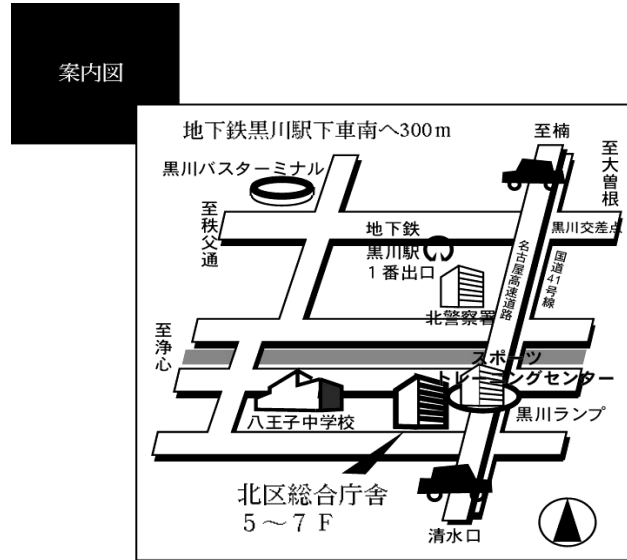 案内図
地下鉄黒川駅下車南へ300m
至楠
至大曽根
黒川バスターミナル
至秩父通
地下鉄
黒川駅
1番出口
黒川交差点
名古屋高速道路
国道41号線
北警察署
至浄心
スポーツ
トレーニングセンター
黒川ランプ
八王子中学校
北区総合庁舎
5〜7F
清水口